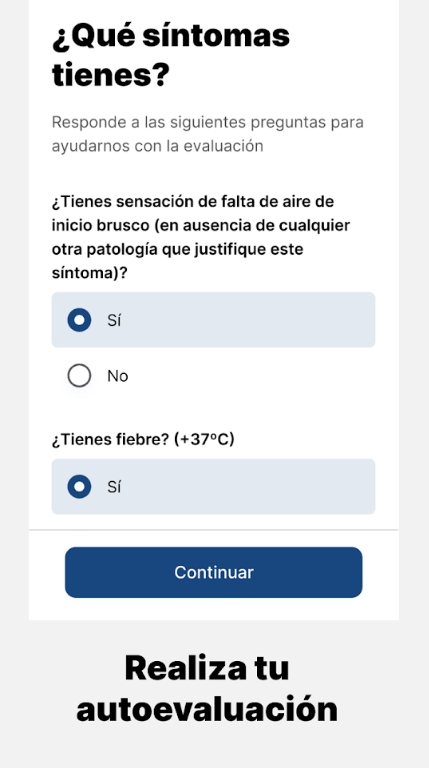 ¿Qué síntomas
tienes?
Responde a las siguientes preguntas para
ayudarnos con la evaluación
¿Tienes sensación de falta de aire de
inicio brusco (en ausencia de cualquier
otra patología que justifique este
síntoma)?
Sí
No
¿Tienes fiebre? (+37ºC)
Sí
Continuar
Realiza tu
autoevaluación